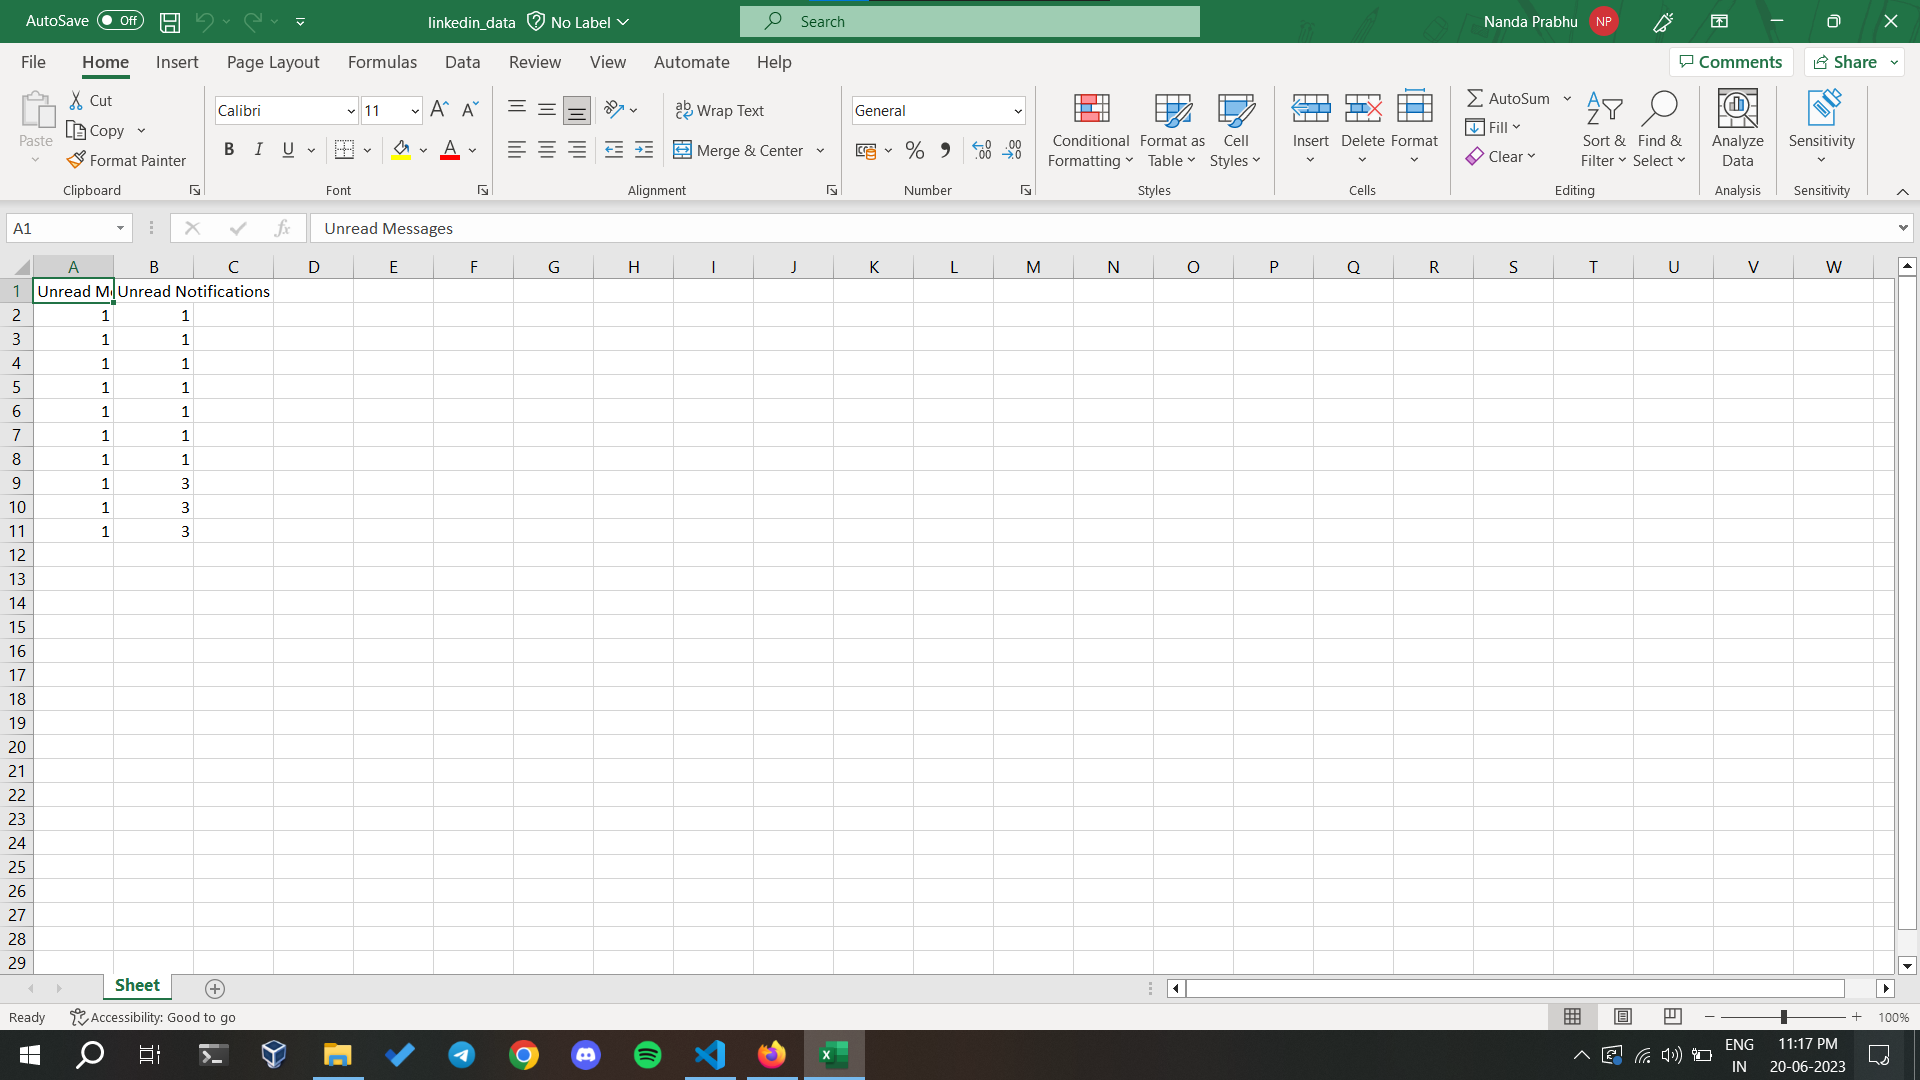 AutoSave Off linkedin_data No Label Search Nanda Prabhu NP
File Home Insert Page Layout Formulas Data Review View Automate Help Comments Share
Paste
Cut
Copy
Format Painter
Clipboard
Calibri 11
B I U A
Font
ab Wrap Text
Merge & Center
Alignment
General
% 9 .00
Number
Conditional Formatting
Format as Table
Cell Styles
Styles
Insert Delete Format
Cells
AutoSum
Fill
Clear
Sort & Filter
Find & Select
Editing
Analyze Data
Analysis
Sensitivity
Sensitivity
A1 fx Unread Messages
A B C D E F G H I J K L M N O P Q R S T U V W
1 Unread M Unread Notifications
2 1 1
3 1 1
4 1 1
5 1 1
6 1 1
7 1 1
8 1 1
9 1 3
10 1 3
11 1 3
12
13
14
15
16
17
18
19
20
21
22
23
24
25
26
27
28
29
Sheet
Ready Accessibility: Good to go 100%
ENG 11:17 PM
IN 20-06-2023